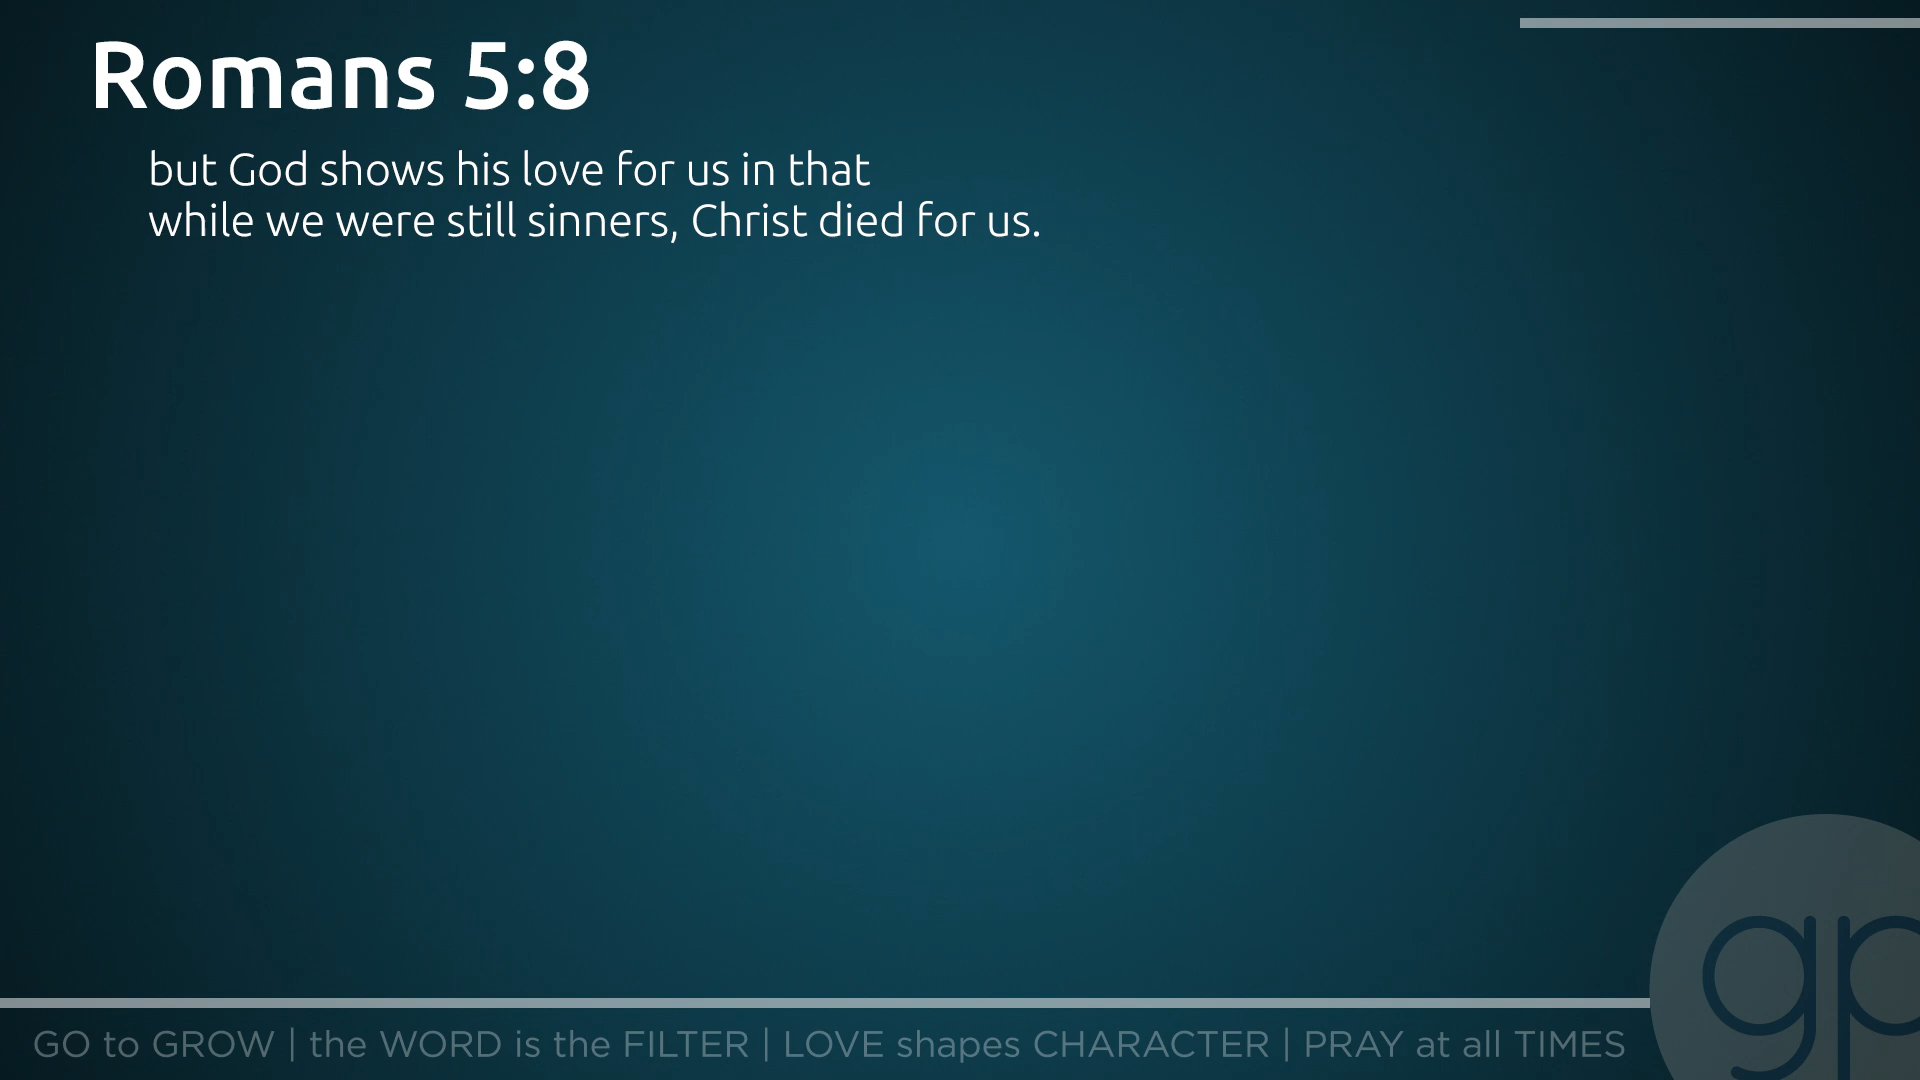 Romans 5:8
but God shows his love for us in that
while we were still sinners, Christ died for us.
gp
GO to GROW | the WORD is the FILTER | LOVE shapes CHARACTER | PRAY at all TIMES